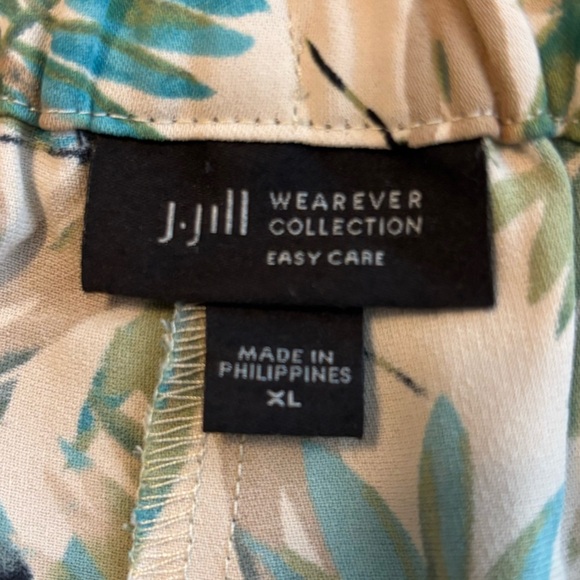 J.Jill WEAREVER
COLLECTION
EASY CARE
MADE IN
PHILIPPINES
XL